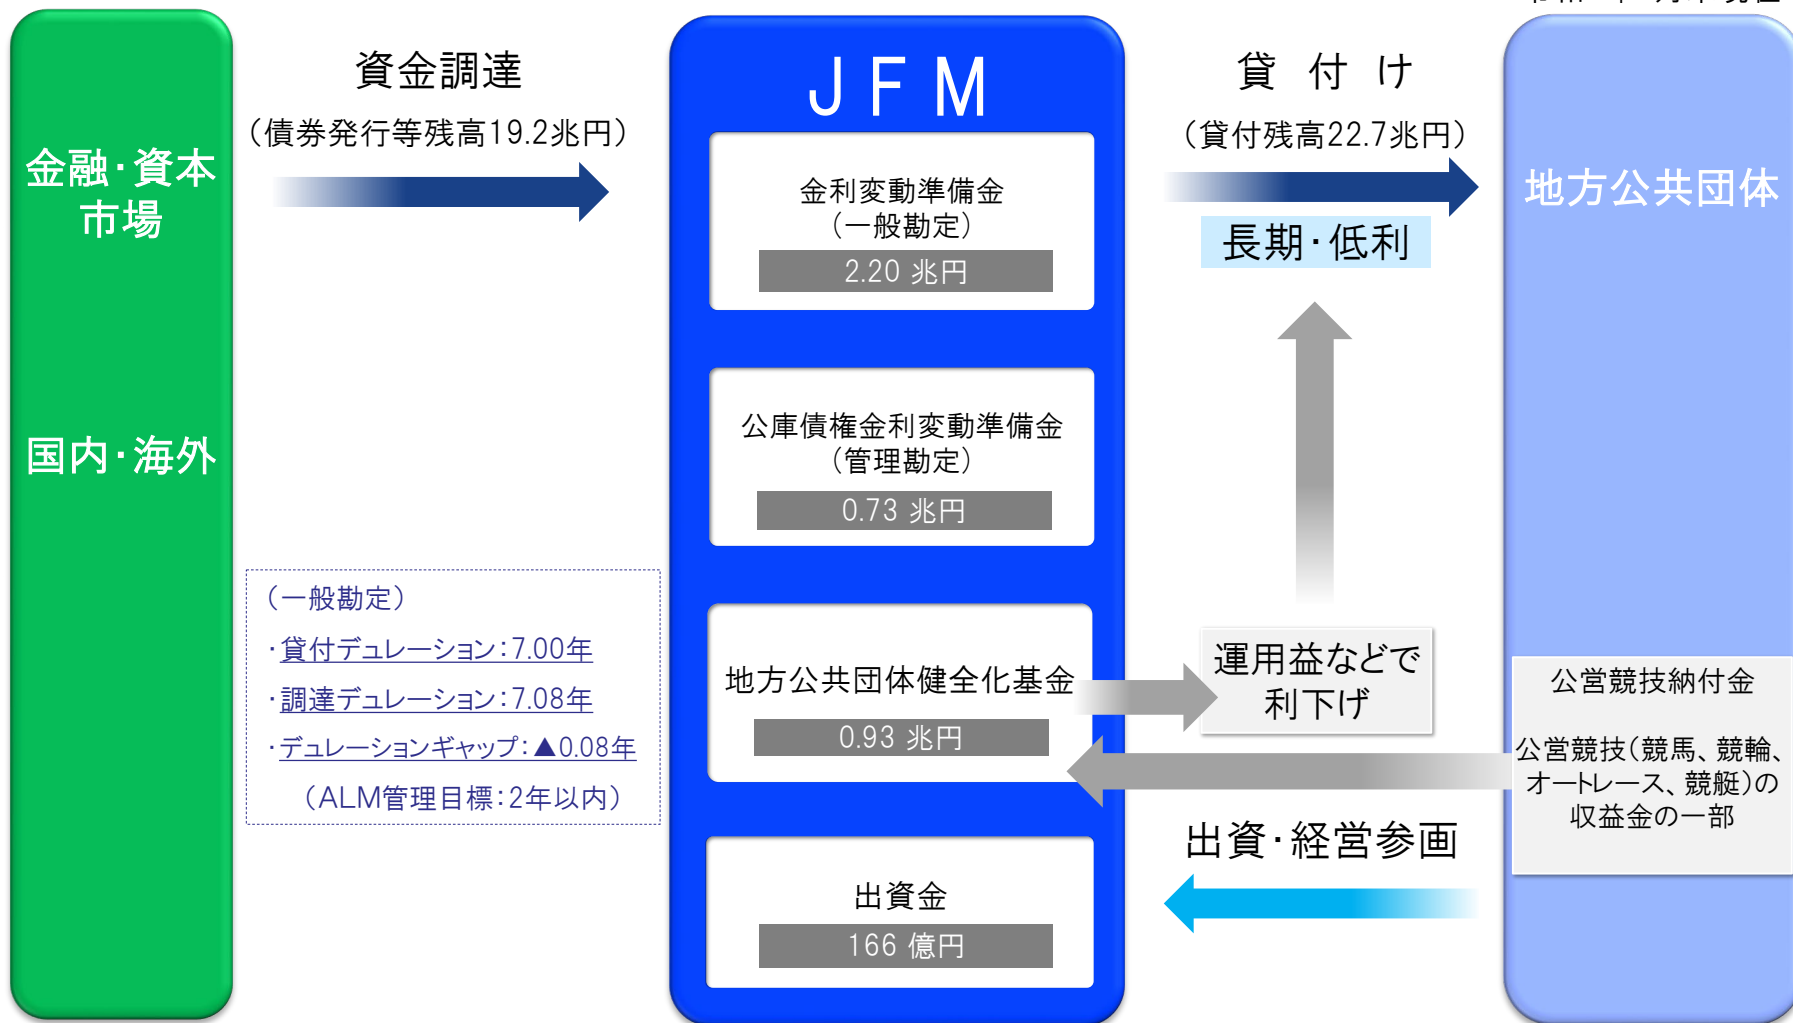 金融・資本
市場
国内・海外
資金調達
（債券発行等残高19.2兆円）
（一般勘定）
・貸付デュレーション：7.00年
・調達デュレーション：7.08年
・デュレーションギャップ：▲0.08年
（ALM管理目標：2年以内）
JFM
金利変動準備金
（一般勘定）
2.20 兆円
公庫債権金利変動準備金
（管理勘定）
0.73 兆円
地方公共団体健全化基金
0.93 兆円
出資金
166 億円
貸 付 け
（貸付残高22.7兆円）
長期・低利
運用益などで
利下げ
出資・経営参画
地方公共団体
公営競技納付金
公営競技（競馬、競輪、
オートレース、競艇）の
収益金の一部